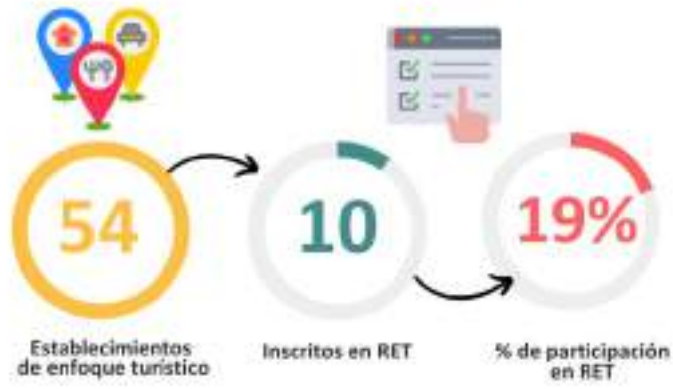 54
10
19%
Establecimientos
de enfoque turístico
Inscritos en RET
% de participación
en RET